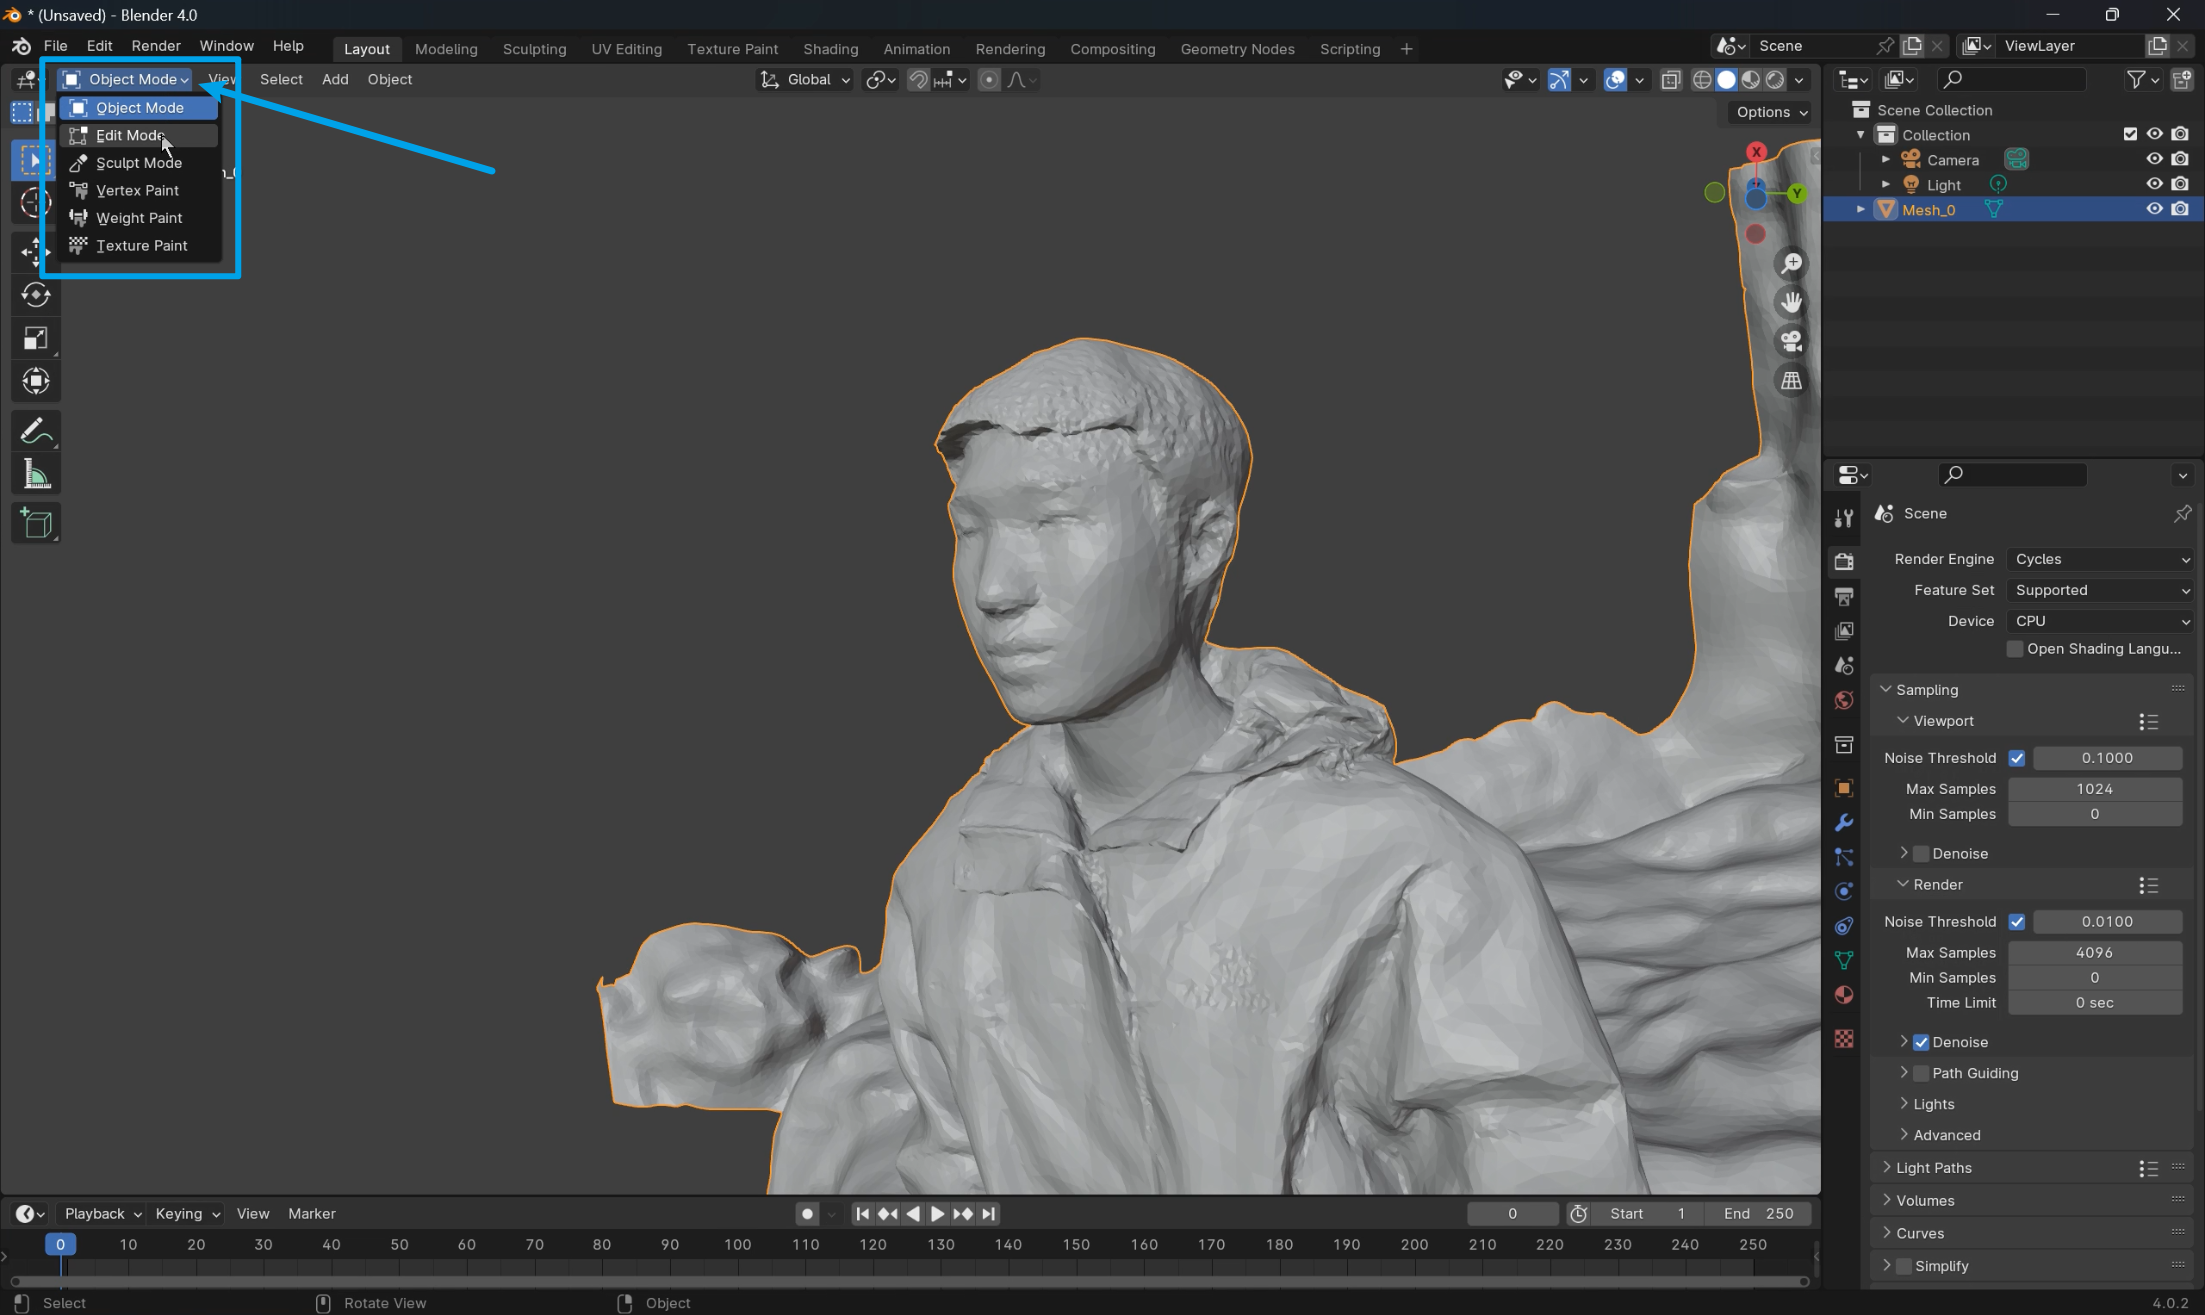 * (Unsaved) - Blender 4.0
File Edit Render Window Help Layout Modeling Sculpting UV Editing Texture Paint Shading Animation Rendering Compositing Geometry Nodes Scripting + Scene ViewLayer
Object Mode View Select Add Object Global
Options
Object Mode
Edit Mode
Sculpt Mode
Vertex Paint
Weight Paint
Texture Paint
X
Y
Scene Collection
Collection
Camera
Light
Mesh_0
Scene
Render Engine Cycles
Feature Set Supported
Device CPU
Open Shading Langu...
Sampling
Viewport
Noise Threshold 0.1000
Max Samples 1024
Min Samples 0
Denoise
Render
Noise Threshold 0.0100
Max Samples 4096
Min Samples 0
Time Limit 0 sec
Denoise
Path Guiding
Lights
Advanced
Light Paths
Volumes
Curves
Simplify
Playback Keying View Marker 0 Start 1 End 250
0 10 20 30 40 50 60 70 80 90 100 110 120 130 140 150 160 170 180 190 200 210 220 230 240 250
Select Rotate View Object 4.0.2